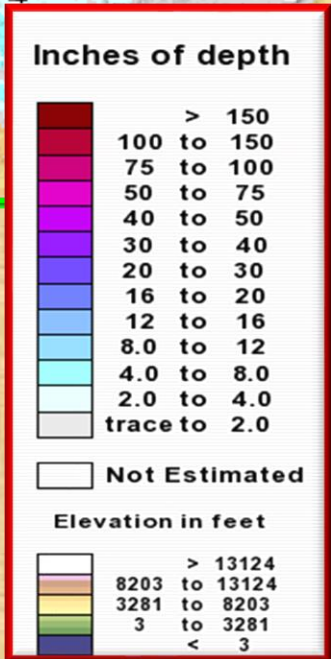 Inches of depth
> 150
100 to 150
75 to 100
50 to 75
40 to 50
30 to 40
20 to 30
16 to 20
12 to 16
8.0 to 12
4.0 to 8.0
2.0 to 4.0
trace to 2.0
Not Estimated
Elevation in feet
> 13124
8203 to 13124
3281 to 8203
3 to 3281
< 3